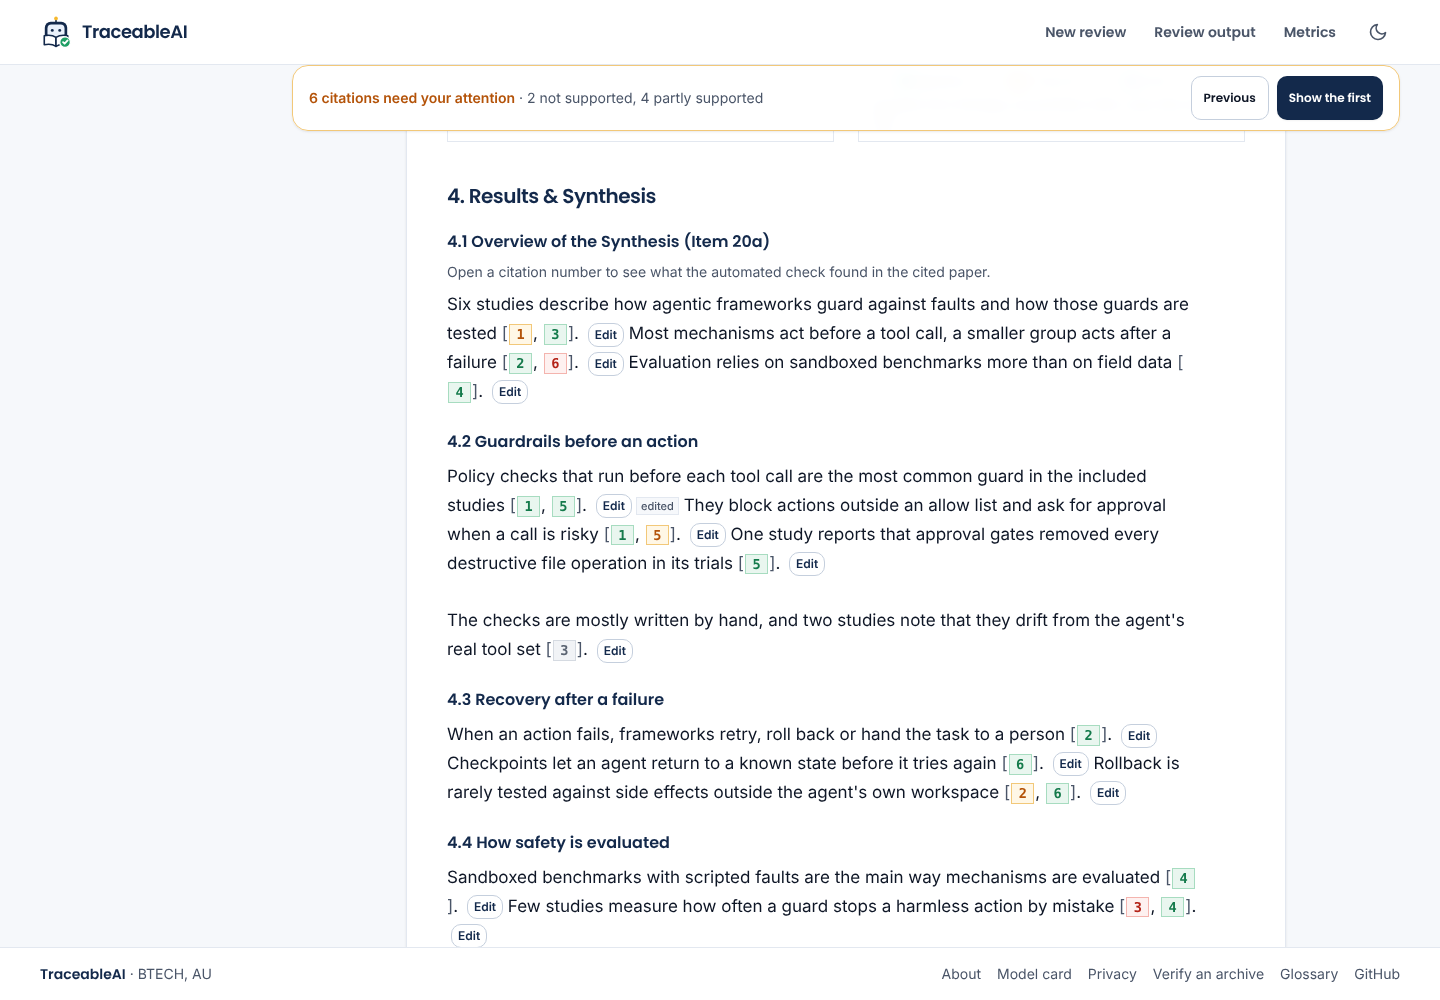 TraceableAI
New review
Review output
Metrics
6 citations need your attention · 2 not supported, 4 partly supported
Previous
Show the first
4. Results & Synthesis
4.1 Overview of the Synthesis (Item 20a)
Open a citation number to see what the automated check found in the cited paper.
Six studies describe how agentic frameworks guard against faults and how those guards are
tested [1, 3]. Edit Most mechanisms act before a tool call, a smaller group acts after a
failure [2, 6]. Edit Evaluation relies on sandboxed benchmarks more than on field data [
4]. Edit
4.2 Guardrails before an action
Policy checks that run before each tool call are the most common guard in the included
studies [1, 5]. Edit edited They block actions outside an allow list and ask for approval
when a call is risky [1, 5]. Edit One study reports that approval gates removed every
destructive file operation in its trials [5]. Edit
The checks are mostly written by hand, and two studies note that they drift from the agent's
real tool set [3]. Edit
4.3 Recovery after a failure
When an action fails, frameworks retry, roll back or hand the task to a person [2]. Edit
Checkpoints let an agent return to a known state before it tries again [6]. Edit Rollback is
rarely tested against side effects outside the agent's own workspace [2, 6]. Edit
4.4 How safety is evaluated
Sandboxed benchmarks with scripted faults are the main way mechanisms are evaluated [4
]. Edit Few studies measure how often a guard stops a harmless action by mistake [3, 4].
Edit
TraceableAI · BTECH, AU
About
Model card
Privacy
Verify an archive
Glossary
GitHub